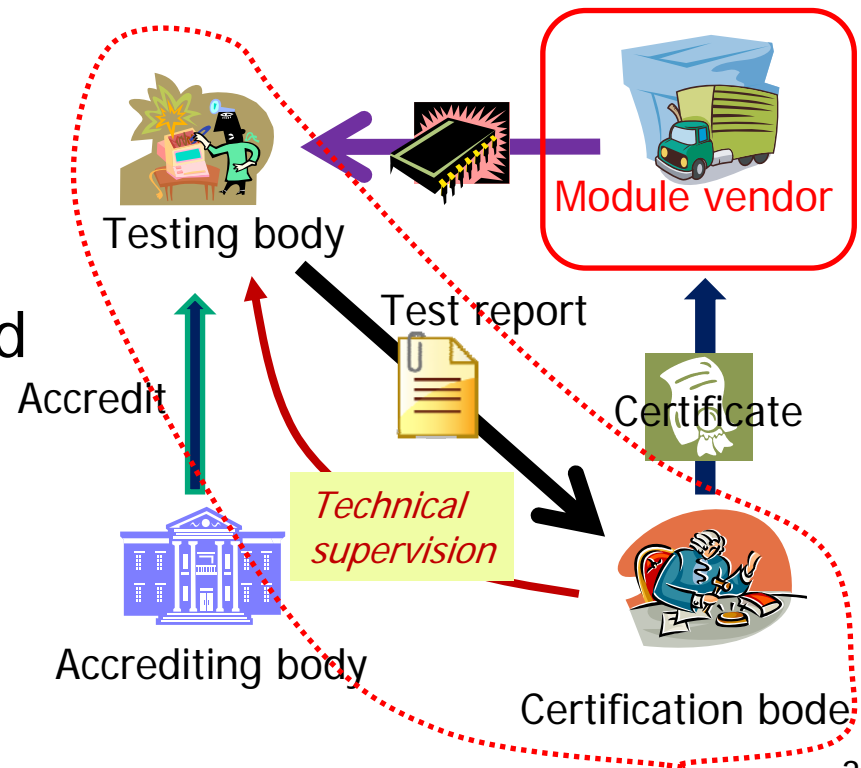 Module vendor
Testing body
Test report
d
Accredit
Certificate
Technical
supervision
Accrediting body
Certification bode